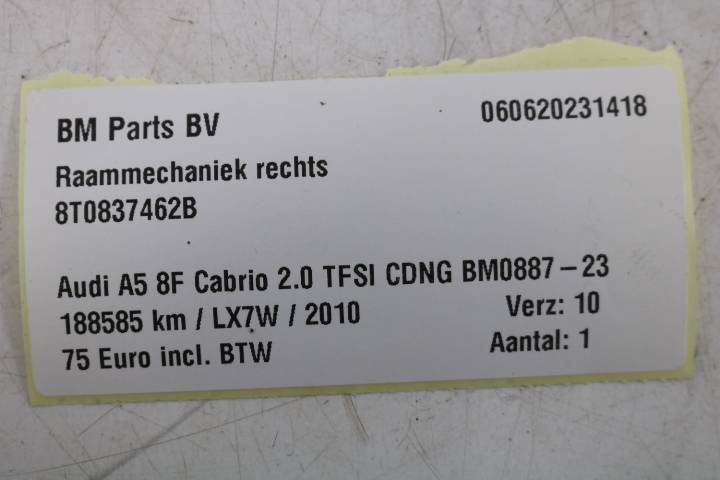 BM Parts BV 060620231418
Raammechaniek rechts
8T0837462B
Audi A5 8F Cabrio 2.0 TFSI CDNG BM0887-23
188585 km / LX7W / 2010 Verz: 10
75 Euro incl. BTW Aantal: 1